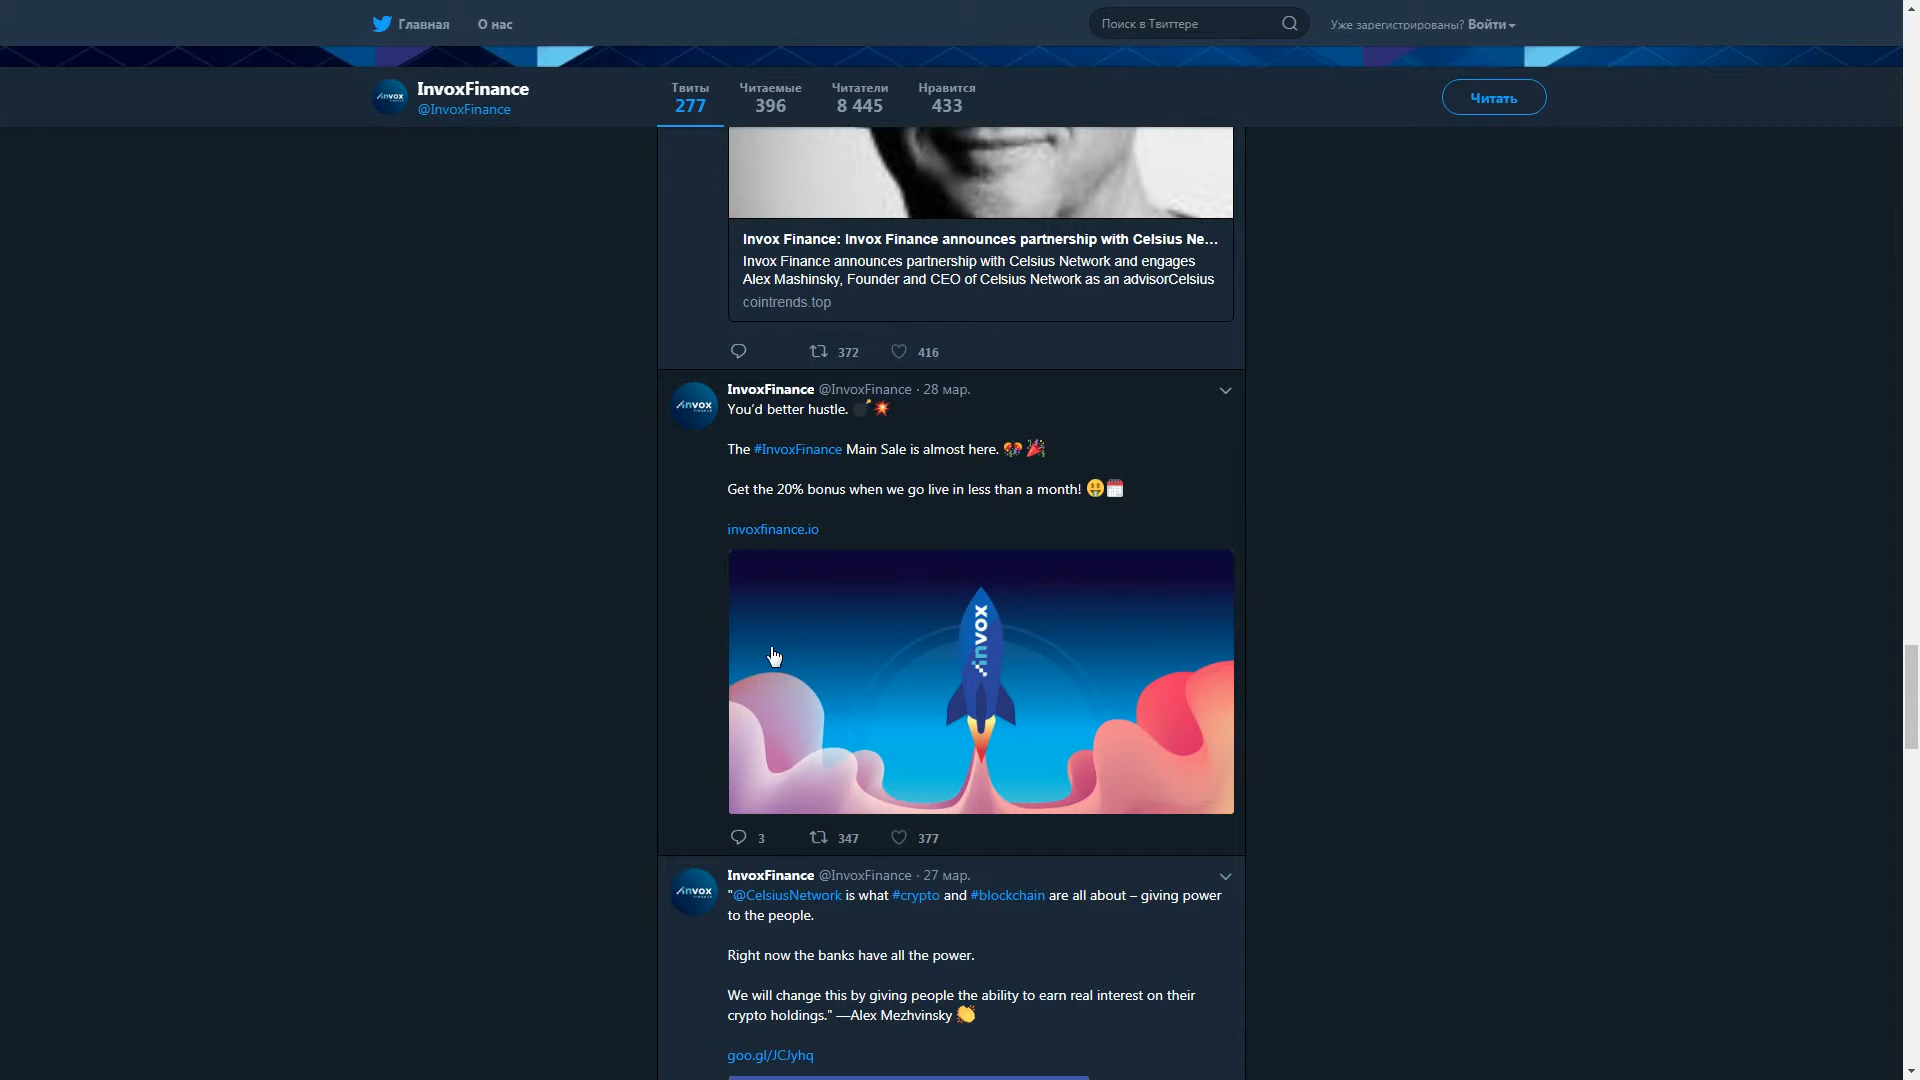 Главная
О нас
Поиск в Твиттере
Уже зарегистрированы? Войти
InvoxFinance
@InvoxFinance
Твиты
277
Читаемые
396
Читатели
8 445
Нравится
433
Читать
invox
Invox Finance: Invox Finance announces partnership with Celsius Ne...
Invox Finance announces partnership with Celsius Network and engages
Alex Mashinsky, Founder and CEO of Celsius Network as an advisorCelsius
cointrends.top
372
416
invox
InvoxFinance @InvoxFinance · 28 мар.
You'd better hustle.
The #InvoxFinance Main Sale is almost here.
Get the 20% bonus when we go live in less than a month!
invoxfinance.io
invox
3
347
377
invox
InvoxFinance @InvoxFinance · 27 мар.
"@CelsiusNetwork is what #crypto and #blockchain are all about – giving power
to the people.
Right now the banks have all the power.
We will change this by giving people the ability to earn real interest on their
crypto holdings." —Alex Mezhvinsky
goo.gl/JCJyhq